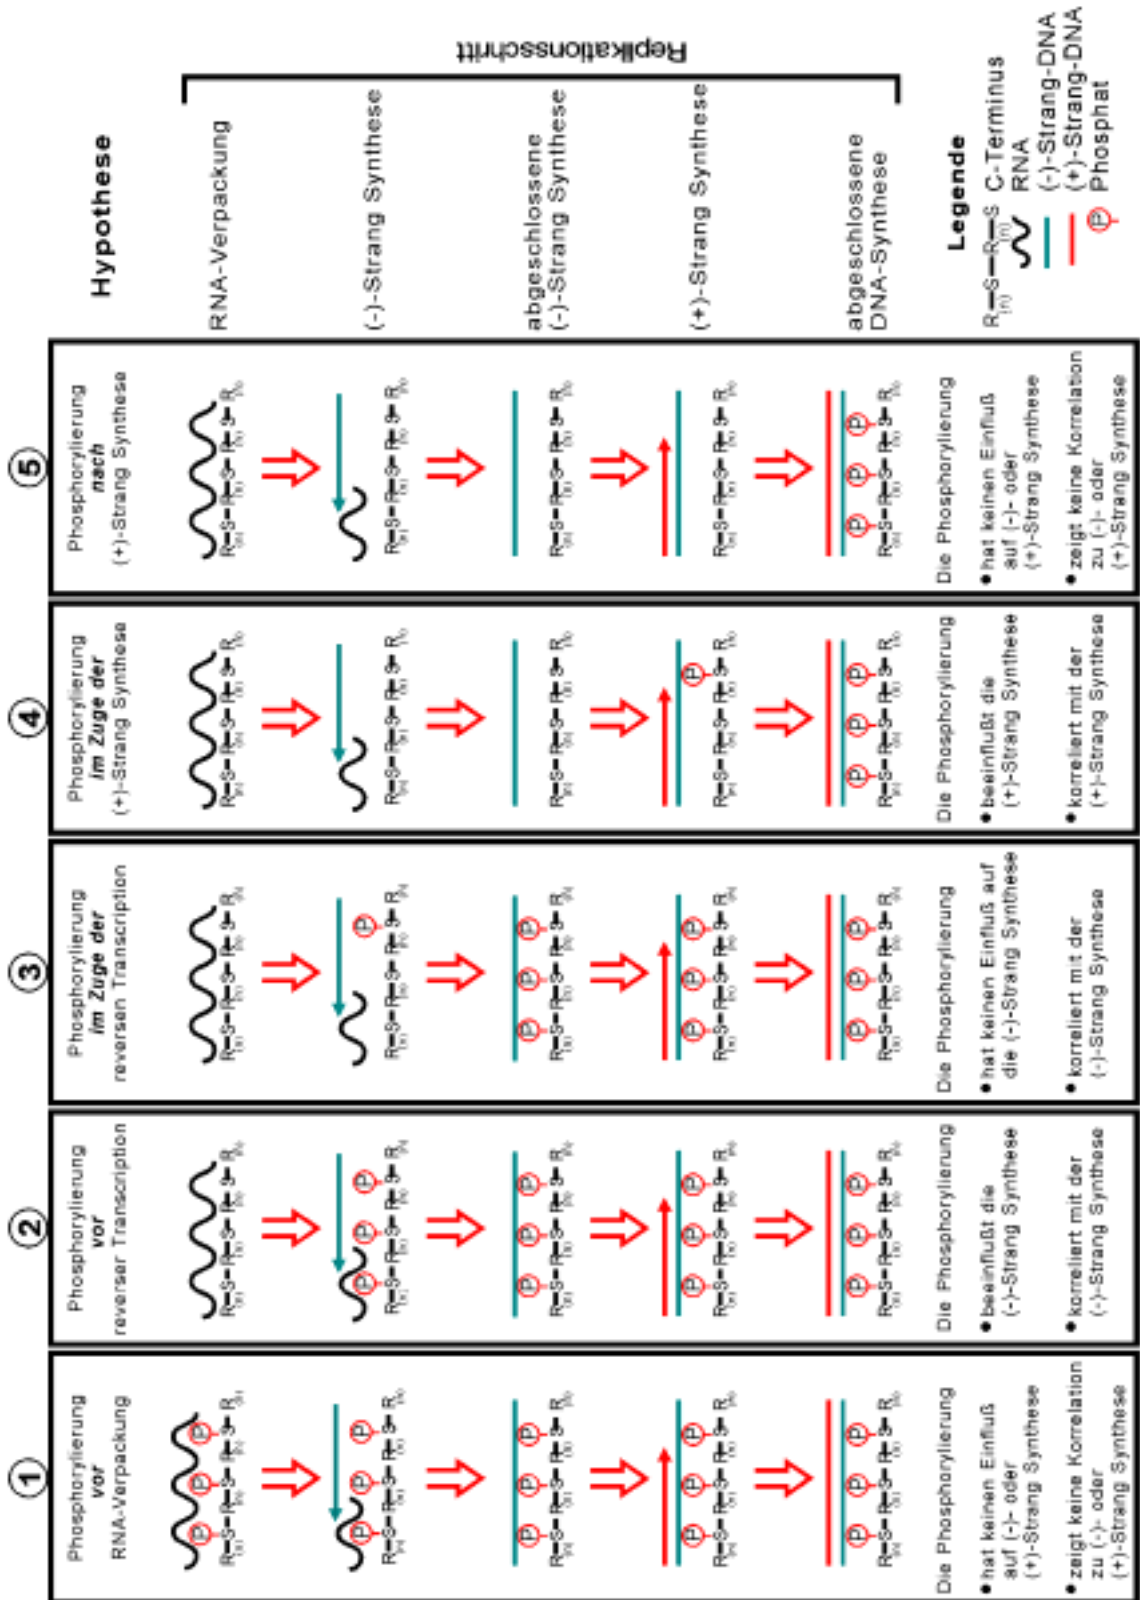 1
Phosphorylierung
vor
RNA-Verpackung
Die Phosphorylierung
● hat keinen Einfluß
auf (-)- oder
(+)-Strang Synthese
● zeigt keine Korrelation
zu (-)- oder
(+)-Strang Synthese
2
Phosphorylierung
vor
reverser Transcription
Die Phosphorylierung
● beeinflußt die
(-)-Strang Synthese
● korreliert mit der
(-)-Strang Synthese
3
Phosphorylierung
im Zuge der
reversen Transcription
Die Phosphorylierung
● hat keinen Einfluß auf
die (-)-Strang Synthese
● korreliert mit der
(-)-Strang Synthese
4
Phosphorylierung
im Zuge der
(+)-Strang Synthese
Die Phosphorylierung
● beeinflußt die
(+)-Strang Synthese
● korreliert mit der
(+)-Strang Synthese
5
Phosphorylierung
nach
(+)-Strang Synthese
Die Phosphorylierung
● hat keinen Einfluß
auf (-)- oder
(+)-Strang Synthese
● zeigt keine Korrelation
zu (-)- oder
(+)-Strang Synthese
Hypothese
RNA-Verpackung
(-)-Strang Synthese
abgeschlossene
(-)-Strang Synthese
(+)-Strang Synthese
abgeschlossene
DNA-Synthese
Replikationsschritt
Legende
R—S—R—S C-Terminus
RNA
(-)-Strang-DNA
(+)-Strang-DNA
P Phosphat